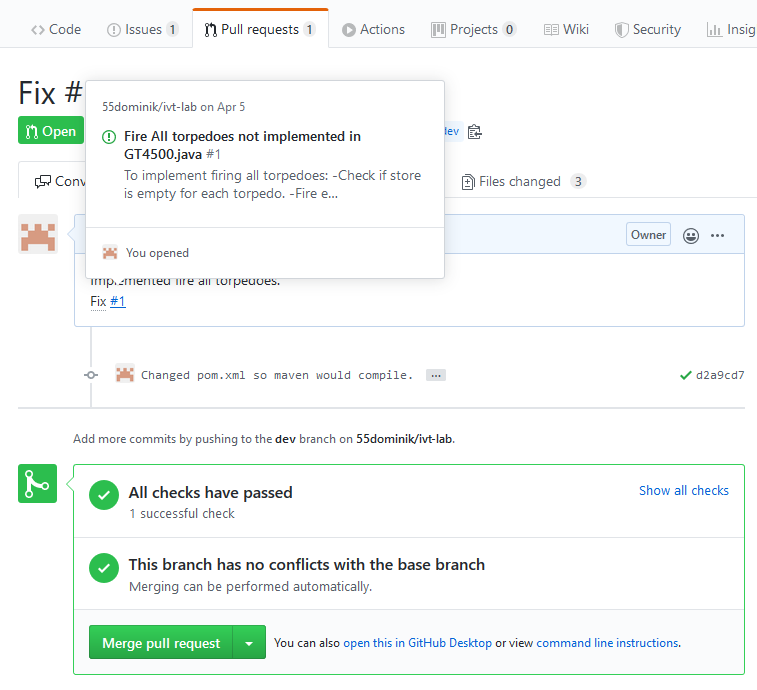 Code Issues 1 Pull requests 1 Actions Projects 0 Wiki Security Insig
Fix #
55dominik/ivt-lab on Apr 5
Open
Fire All torpedoes not implemented in
GT4500.java #1
dev
To implement firing all torpedoes: -Check if store
is empty for each torpedo. -Fire e...
Conv
Files changed 3
You opened
Owner
Implemented fire all torpedoes.
Fix #1
Changed pom.xml so maven would compile. ...
d2a9cd7
Add more commits by pushing to the dev branch on 55dominik/ivt-lab.
All checks have passed
1 successful check
Show all checks
This branch has no conflicts with the base branch
Merging can be performed automatically.
Merge pull request
You can also open this in GitHub Desktop or view command line instructions.